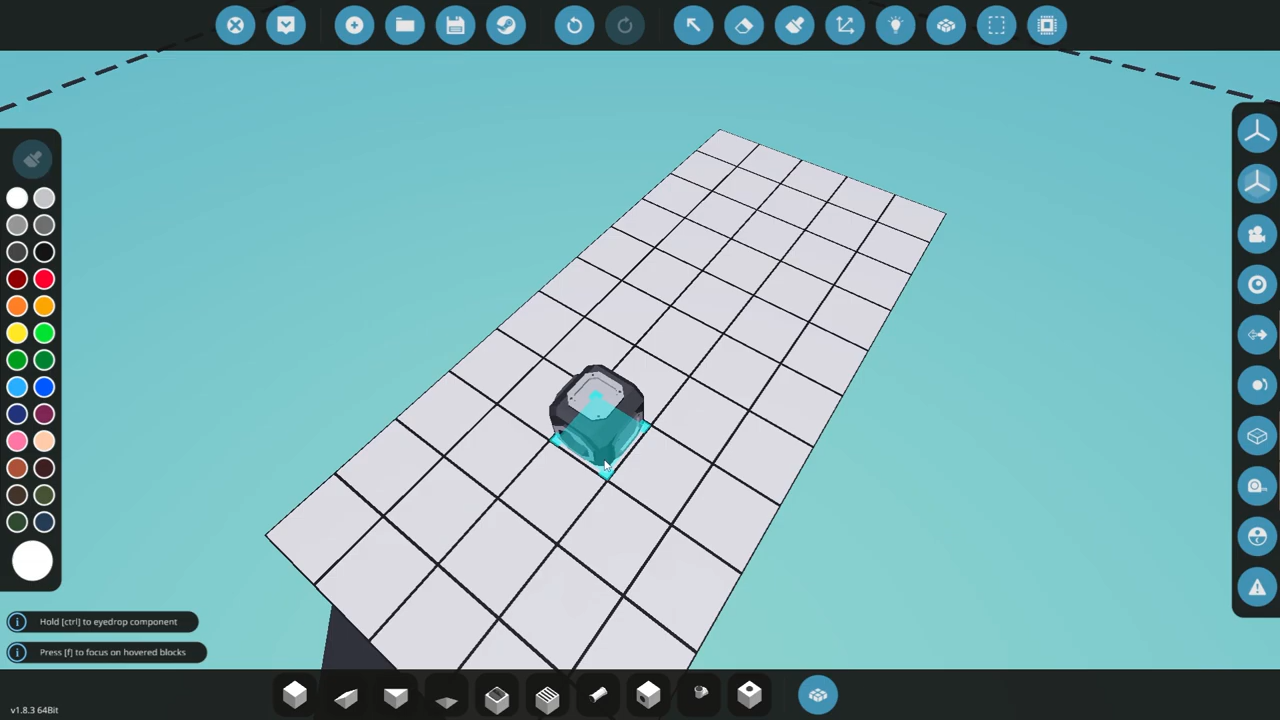 Hold [ctrl] to eyedrop component
Press [f] to focus on hovered blocks
v1.8.3 64Bit